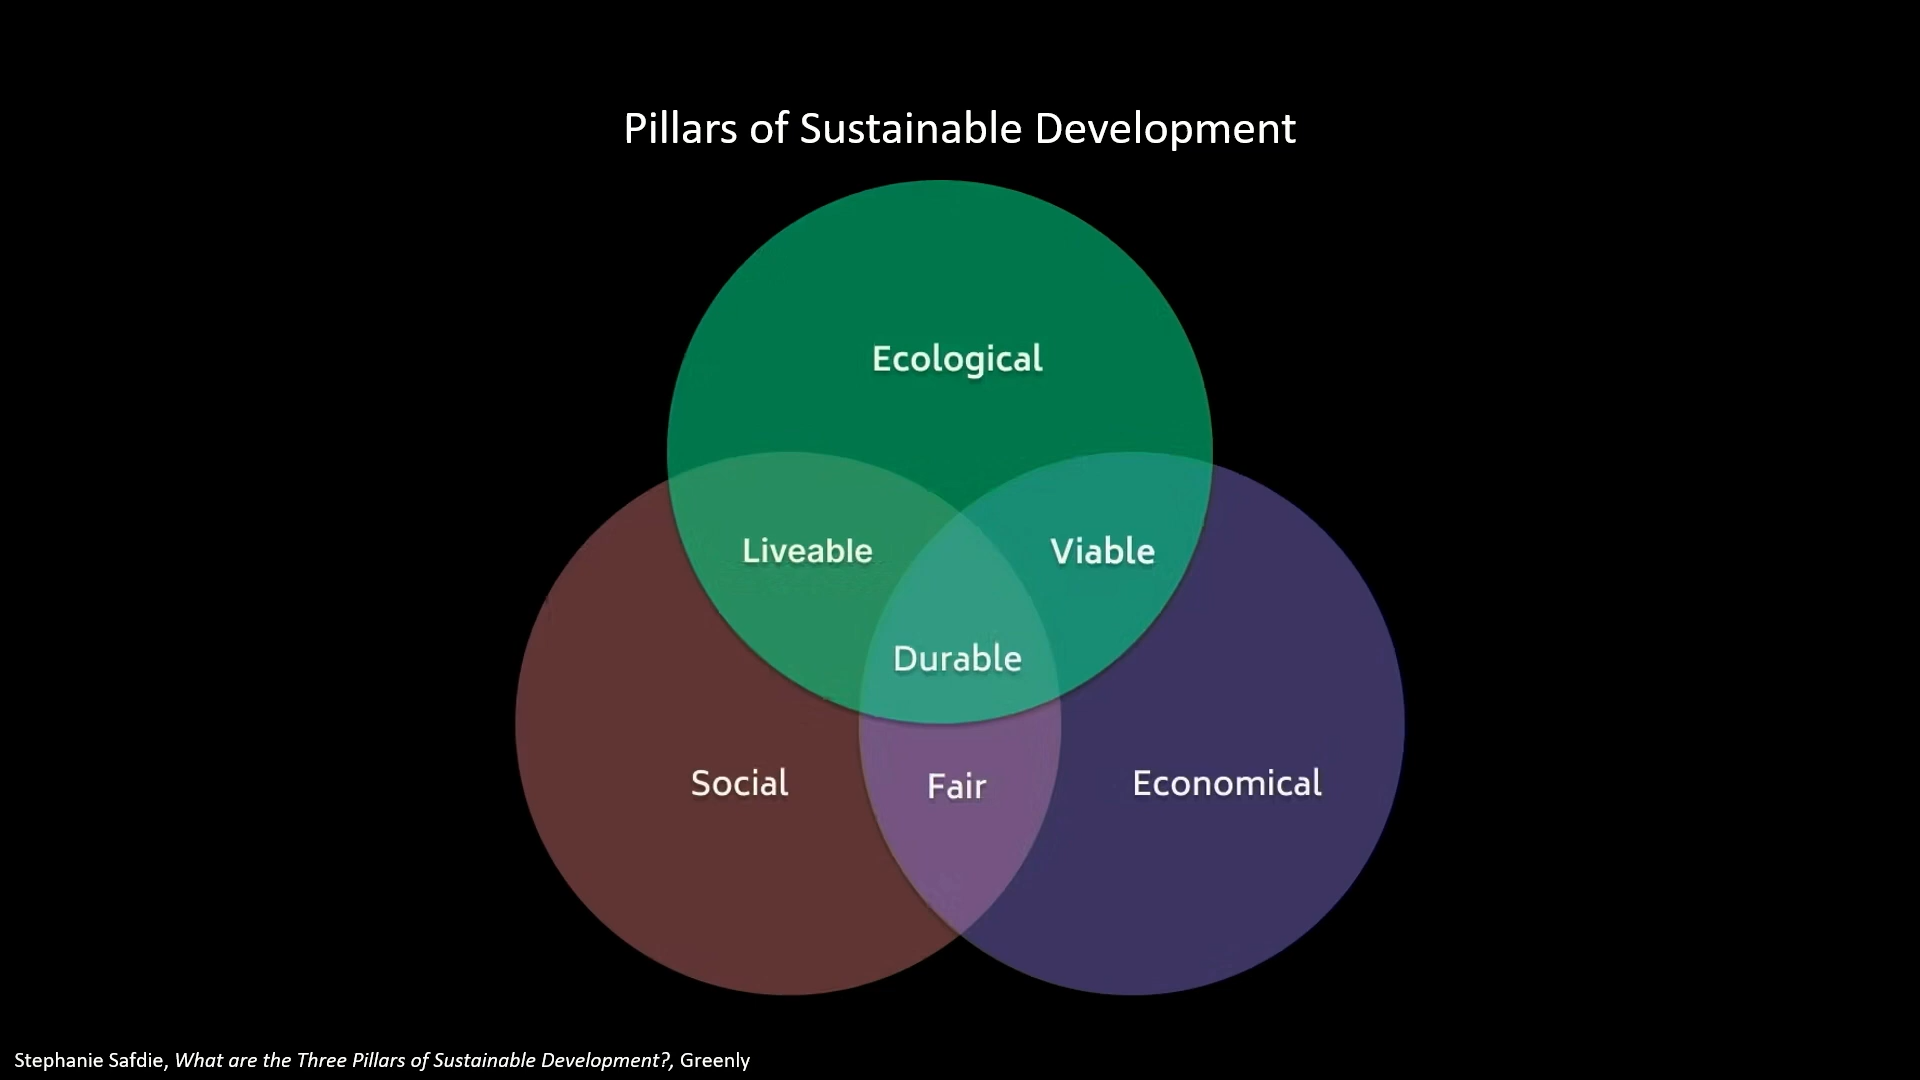 Pillars of Sustainable Development
Ecological
Liveable
Viable
Durable
Social
Fair
Economical
Stephanie Safdie, What are the Three Pillars of Sustainable Development?, Greenly